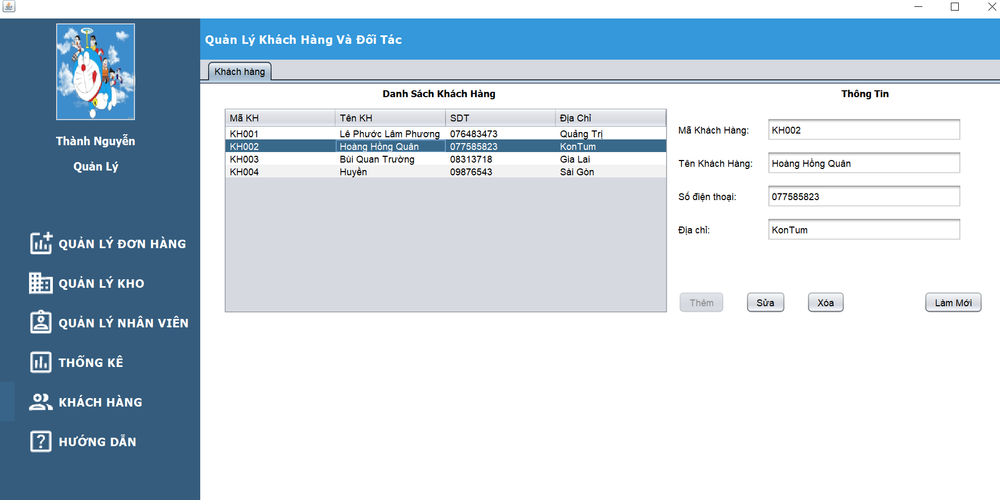 Thành Nguyễn
Quản Lý
QUẢN LÝ ĐƠN HÀNG
QUẢN LÝ KHO
QUẢN LÝ NHÂN VIÊN
THỐNG KÊ
KHÁCH HÀNG
HƯỚNG DẪN
Quản Lý Khách Hàng Và Đối Tác
Khách hàng
Danh Sách Khách Hàng
Mã KH Tên KH SDT Địa Chỉ
KH001 Lê Phước Lâm Phương 076483473 Quảng Trị
KH002 Hoàng Hồng Quân 077585823 KonTum
KH003 Bùi Quan Trường 08313718 Gia Lai
KH004 Huyền 09876543 Sài Gòn
Thông Tin
Mã Khách Hàng: KH002
Tên Khách Hàng: Hoàng Hồng Quân
Số điện thoại: 077585823
Địa chỉ: KonTum
Thêm Sửa Xóa Làm Mới